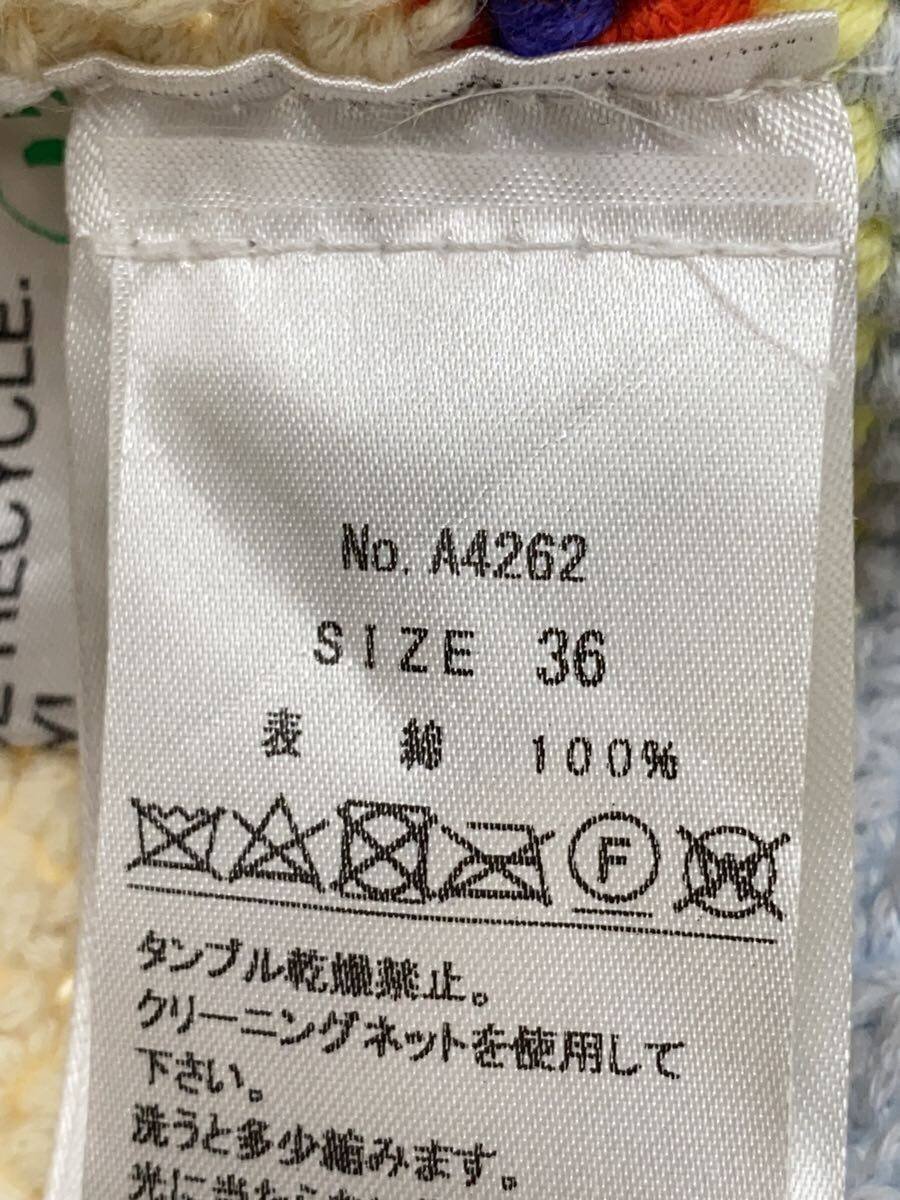 No. A4262
SIZE 36
表 綿 100%
F
W
タンブル乾燥禁止。
クリーニングネットを使用して
下さい。
洗うと多少縮みます。
RECYCLE.